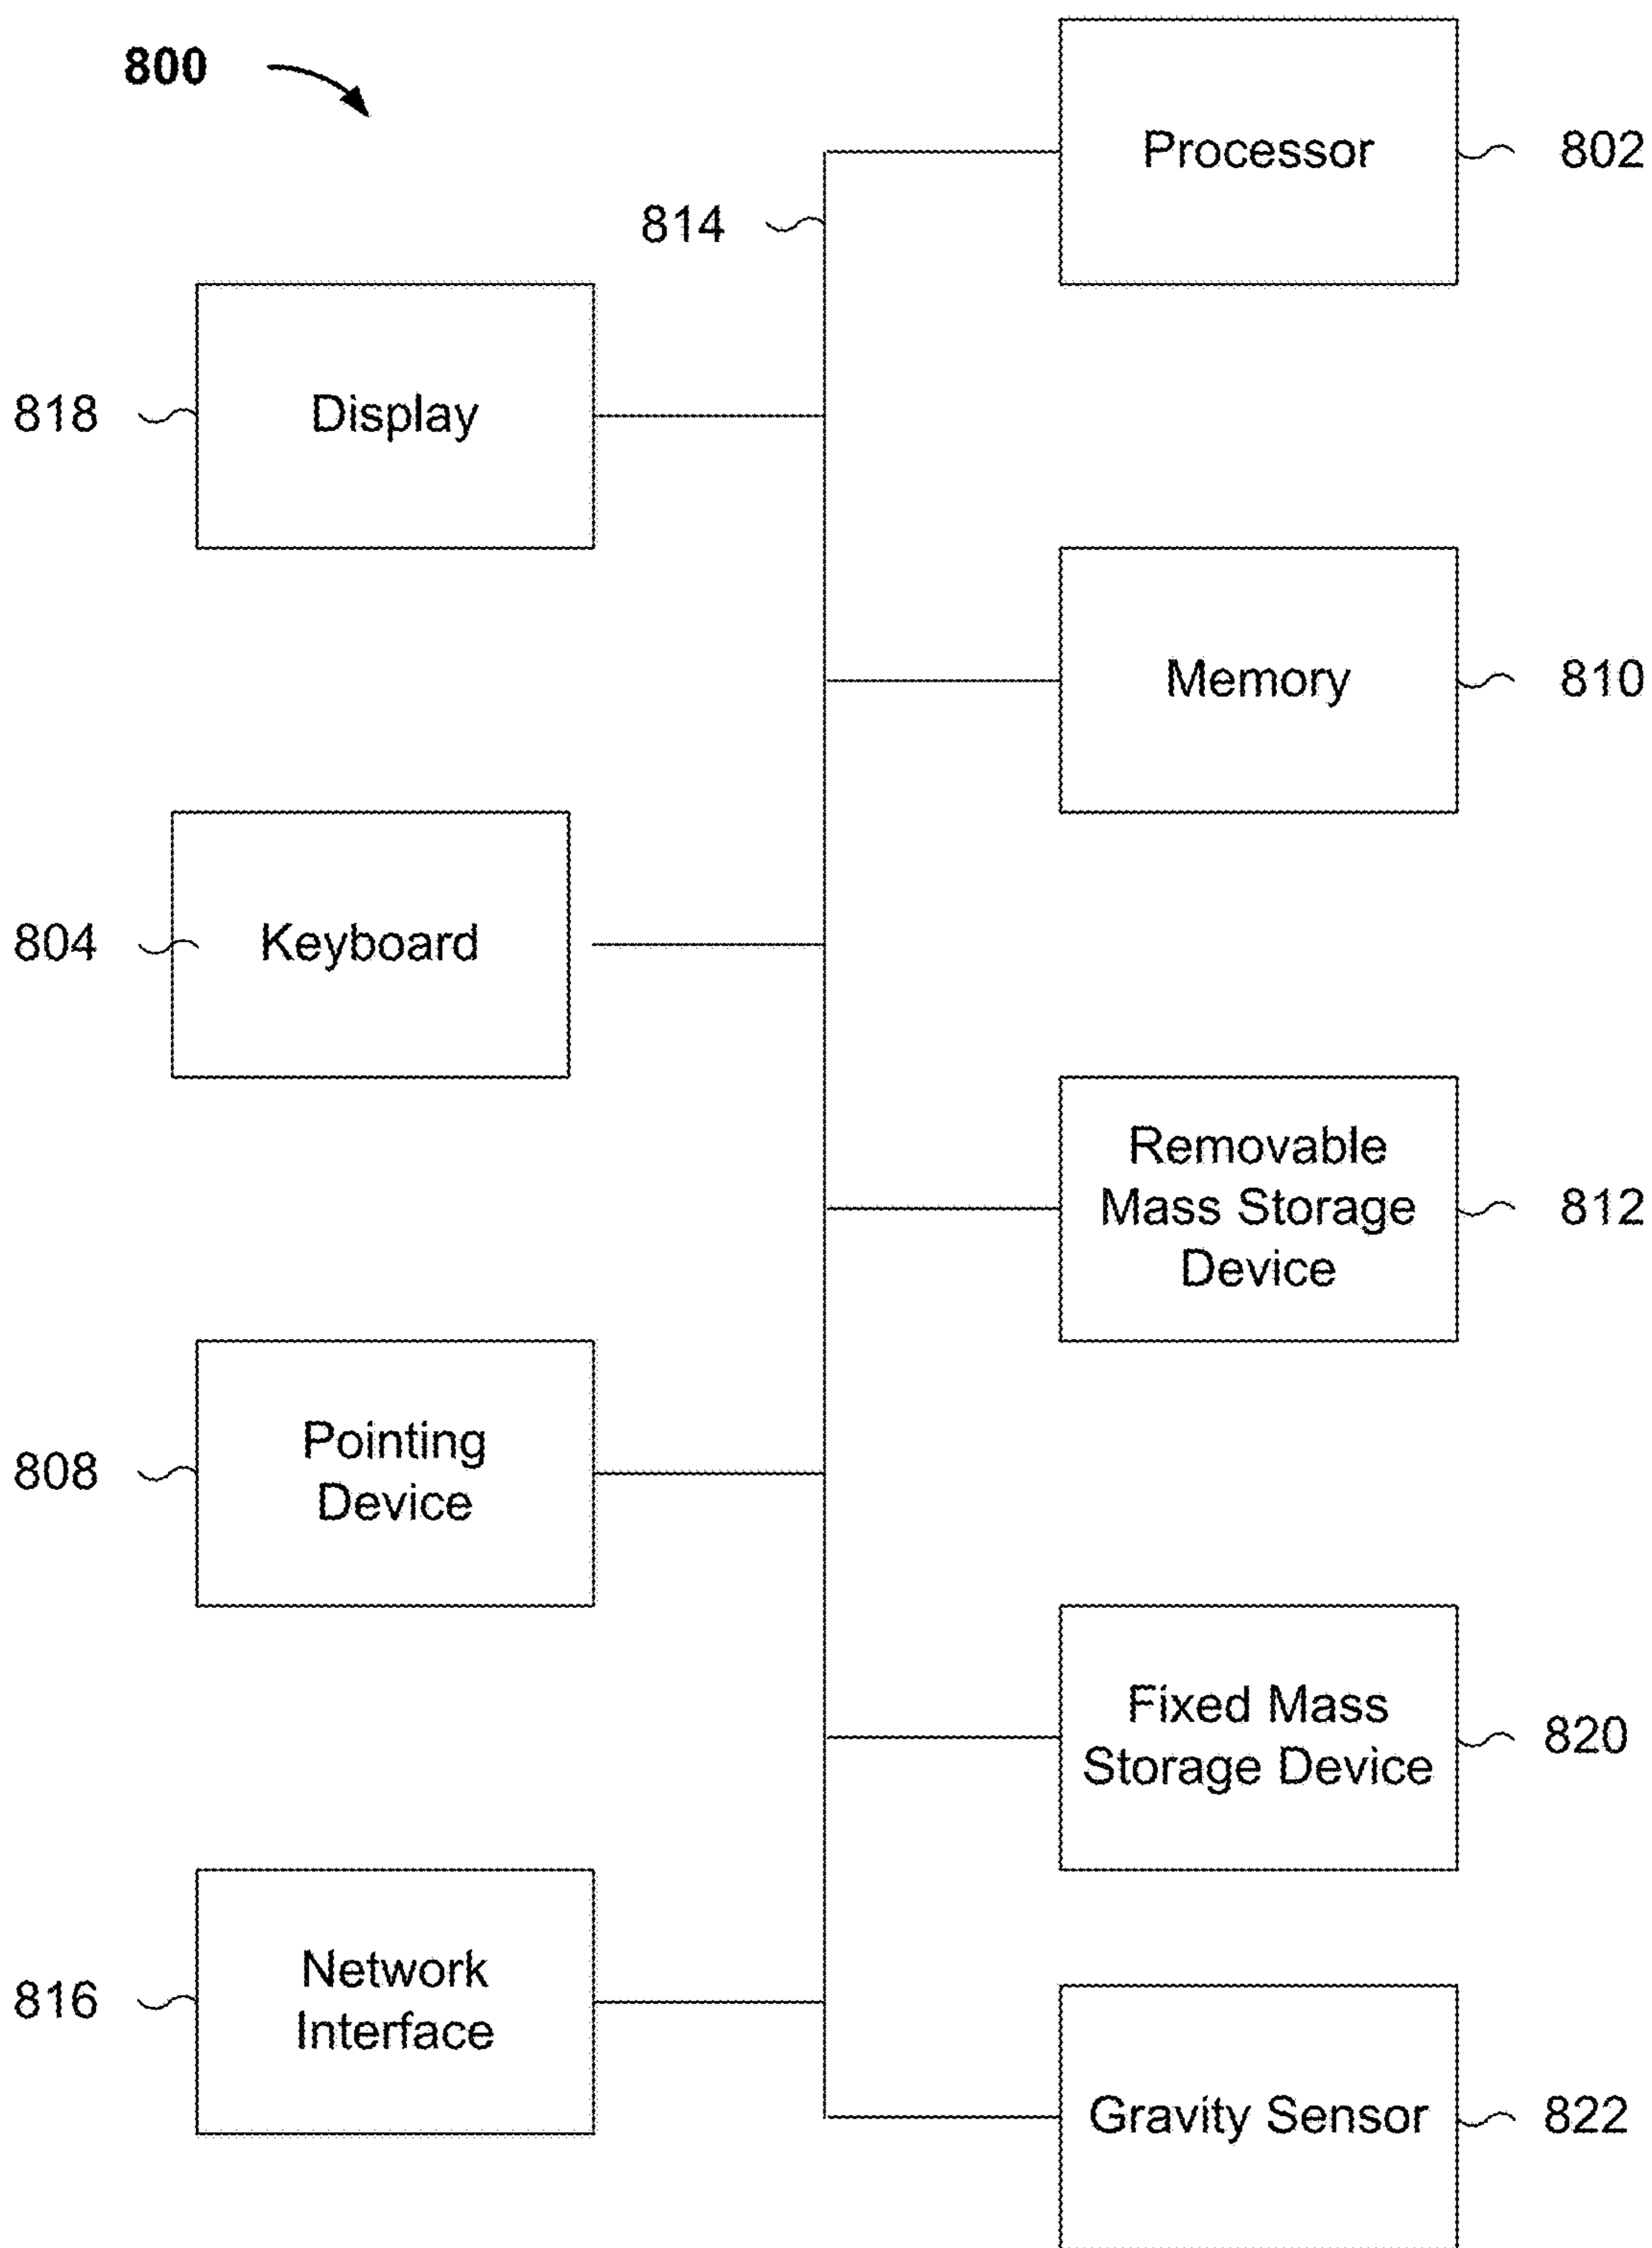 800
Processor
802
814
818
Display
Memory
810
804
Keyboard
Removable
Mass Storage
Device
812
808
Pointing
Device
Fixed Mass
Storage Device
820
816
Network
Interface
Gravity Sensor
822